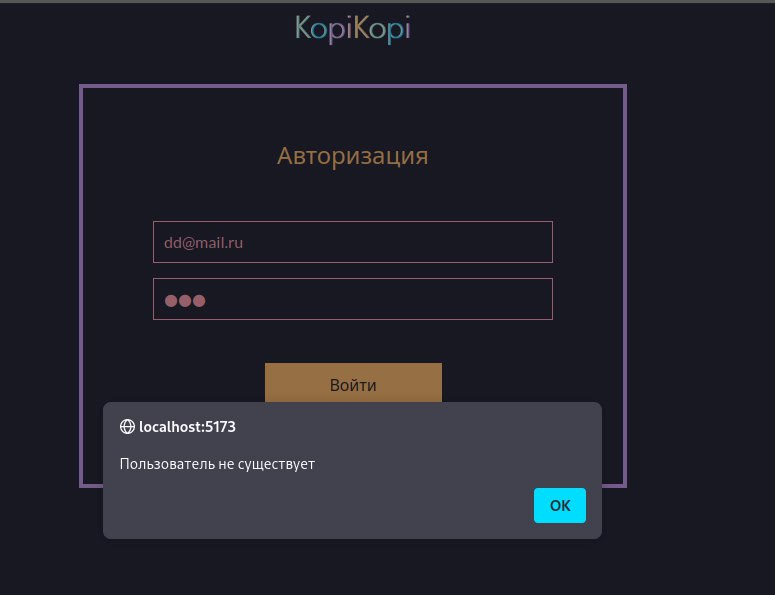 KopiKopi
Авторизация
dd@mail.ru
●●●
Войти
localhost:5173
Пользователь не существует
OK